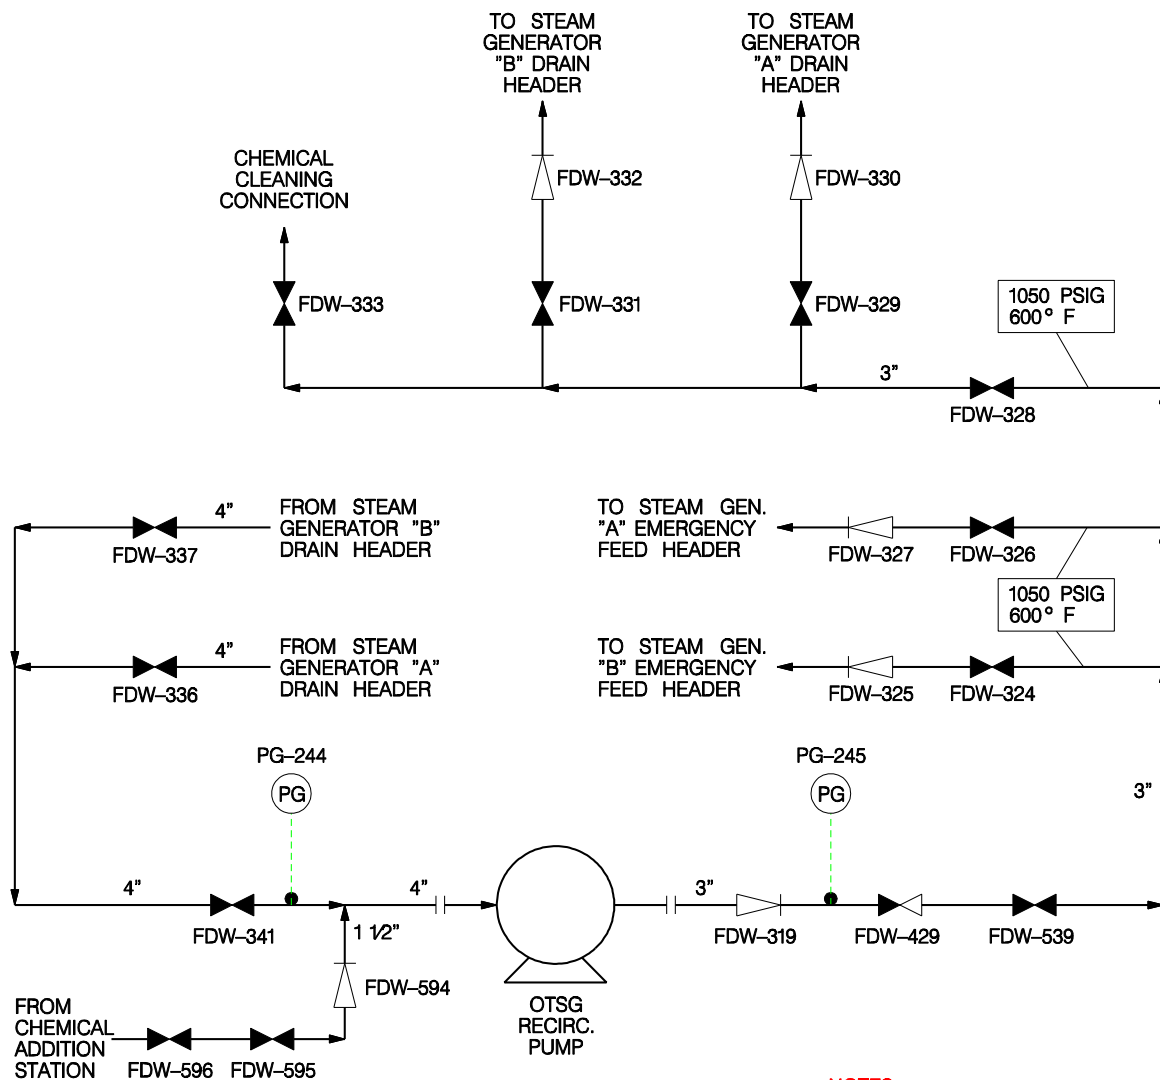 TO STEAM
GENERATOR
"B" DRAIN
HEADER
TO STEAM
GENERATOR
"A" DRAIN
HEADER
CHEMICAL
CLEANING
CONNECTION
FDW-332
FDW-330
FDW-333
FDW-331
FDW-329
1050 PSIG
600° F
3"
FDW-328
4"
FROM STEAM
GENERATOR "B"
DRAIN HEADER
FDW-337
TO STEAM GEN.
"A" EMERGENCY
FEED HEADER
FDW-327
FDW-326
1050 PSIG
600° F
4"
FROM STEAM
GENERATOR "A"
DRAIN HEADER
FDW-336
TO STEAM GEN.
"B" EMERGENCY
FEED HEADER
FDW-325
FDW-324
PG-244
PG
PG-245
PG
3"
4"
FDW-341
4"
1 1/2"
3"
FDW-319
FDW-429
FDW-539
FDW-594
OTSG
RECIRC.
PUMP
FROM
CHEMICAL
ADDITION
STATION
FDW-596
FDW-595